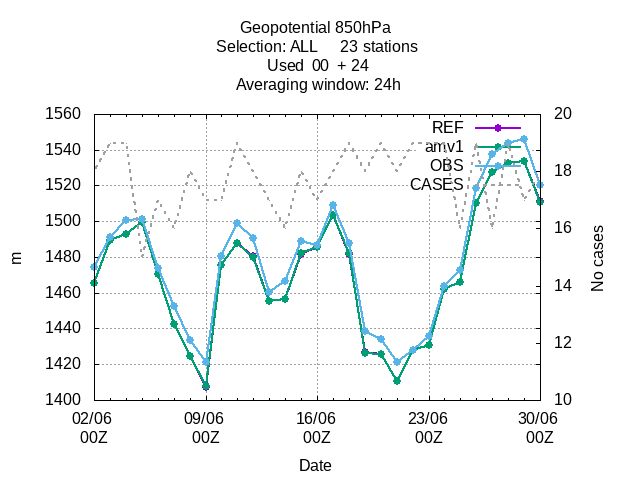 Geopotential 850hPa
Selection: ALL 23 stations
Used 00 + 24
Averaging window: 24h
1560 20
REF
1540 amv1
OBS
18
1520 CASES
1500
16
1480
m
No cases
14
1460
1440
12
1420
1400 10
02/06 09/06 16/06 23/06 30/06
00Z 00Z 00Z 00Z 00Z
Date